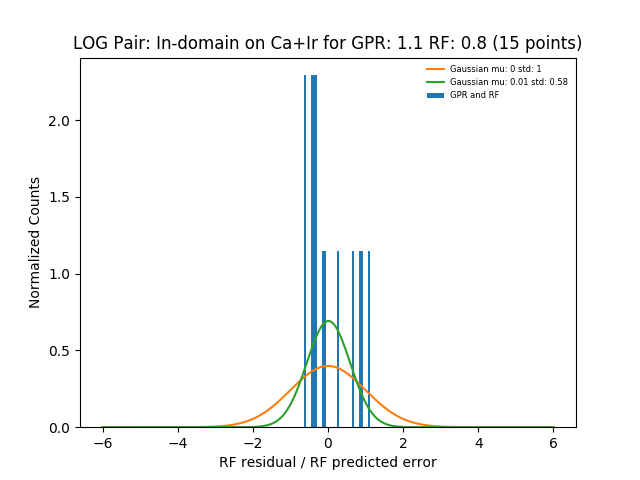 LOG Pair: In-domain on Ca+Ir for GPR: 1.1 RF: 0.8 (15 points)
Gaussian mu: 0 std: 1
Gaussian mu: 0.01 std: 0.58
GPR and RF
Normalized Counts
2.0
1.5
1.0
0.5
0.0
−6 −4 −2 0 2 4 6
RF residual / RF predicted error